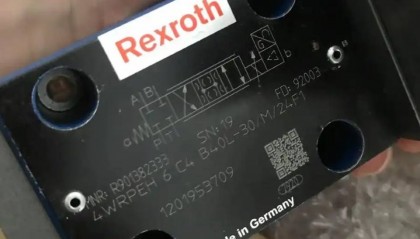 Rexroth
A B
a
b
P T
SN: 19
FD: 92003
MNR: R901382333
4WRPEH 6 C4 B40L-30/M/24F1
1201953709
Made in Germany